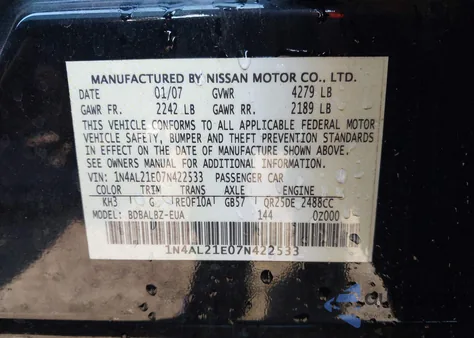 MANUFACTURED BY NISSAN MOTOR CO., LTD.
DATE 01/07 GVWR 4279 LB
GAWR FR. 2242 LB GAWR RR. 2189 LB
THIS VEHICLE CONFORMS TO ALL APPLICABLE FEDERAL MOTOR
VEHICLE SAFETY, BUMPER AND THEFT PREVENTION STANDARDS
IN EFFECT ON THE DATE OF MANUFACTURE SHOWN ABOVE.
SEE OWNERS MANUAL FOR ADDITIONAL INFORMATION.
VIN: 1N4AL21E07N422533 PASSENGER CAR
COLOR TRIM TRANS AXLE ENGINE
KH3 G RE0F10A GB57 QR25DE 2488CC
MODEL: BDBALBZ-EUA 144 02000
1N4AL21E07N422533